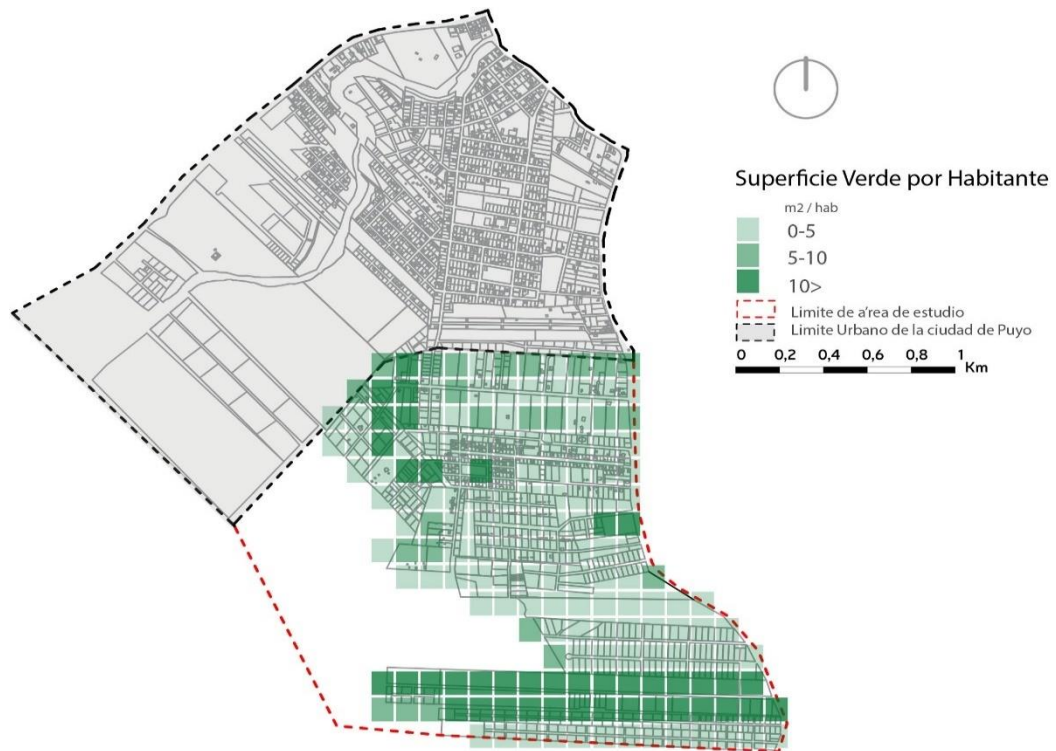 Superficie Verde por Habitante
m2 / hab
0-5
5-10
10>
Limite de a'rea de estudio
Limite Urbano de la ciudad de Puyo
0 0,2 0,4 0,6 0,8 1
Km